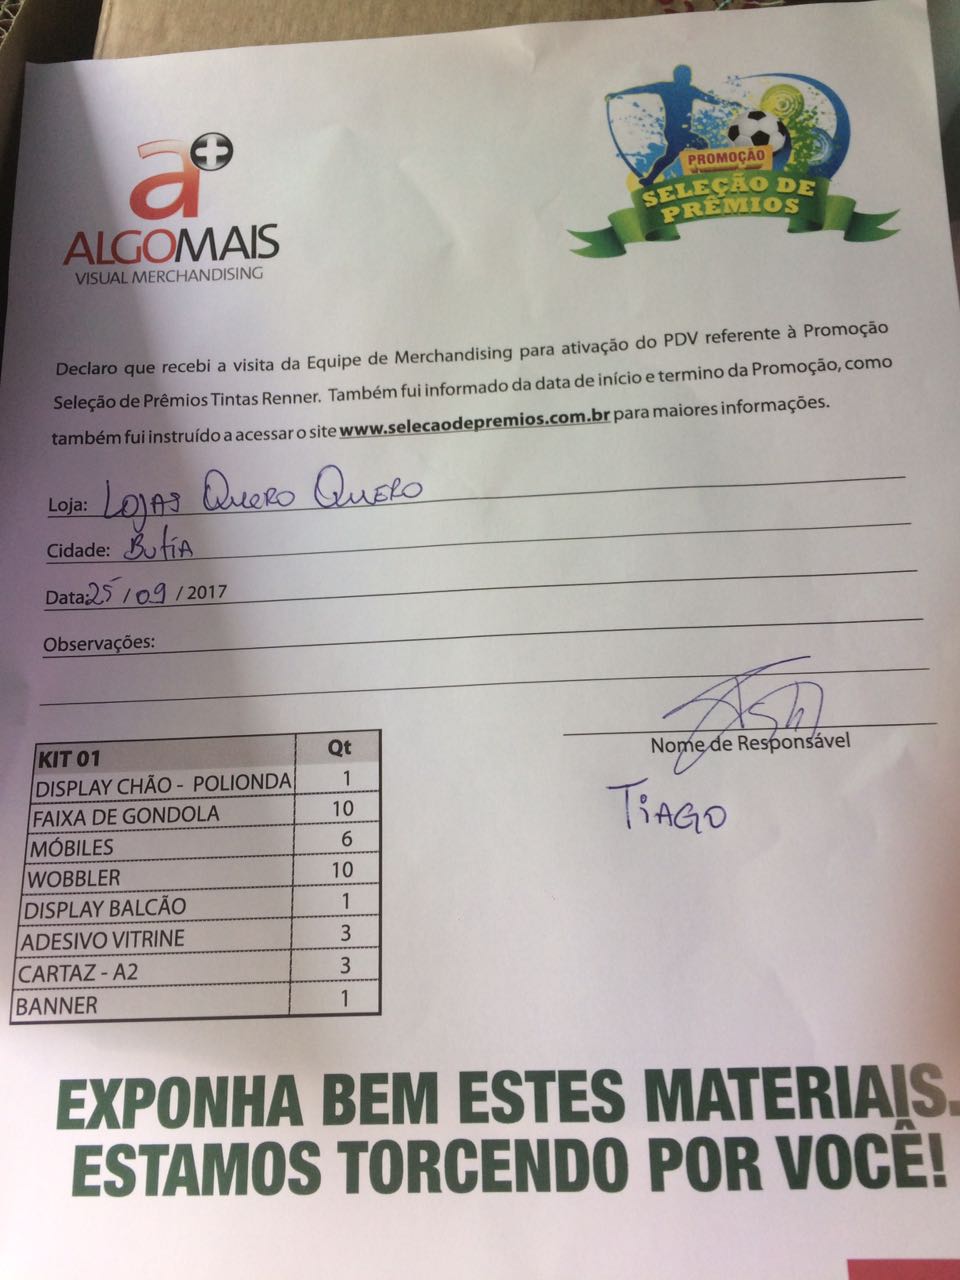 a+
ALGOMAIS
VISUAL MERCHANDISING
PROMOÇÃO
SELEÇÃO DE
PRÊMIOS
Declaro que recebi a visita da Equipe de Merchandising para ativação do PDV referente à Promoção
Seleção de Prêmios Tintas Renner. Também fui informado da data de início e termino da Promoção, como
também fui instruído a acessar o site www.selecaodepremios.com.br para maiores informações.
Loja: LOJAS QUERO QUERO
Cidade: BUTIA
Data: 25 / 09 / 2017
Observações:
Nome de Responsável
TIAGO
KIT 01 Qt
DISPLAY CHÃO - POLIONDA 1
FAIXA DE GONDOLA 10
MÓBILES 6
WOBBLER 10
DISPLAY BALCÃO 1
ADESIVO VITRINE 3
CARTAZ - A2 3
BANNER 1
EXPONHA BEM ESTES MATERIAIS.
ESTAMOS TORCENDO POR VOCÊ!